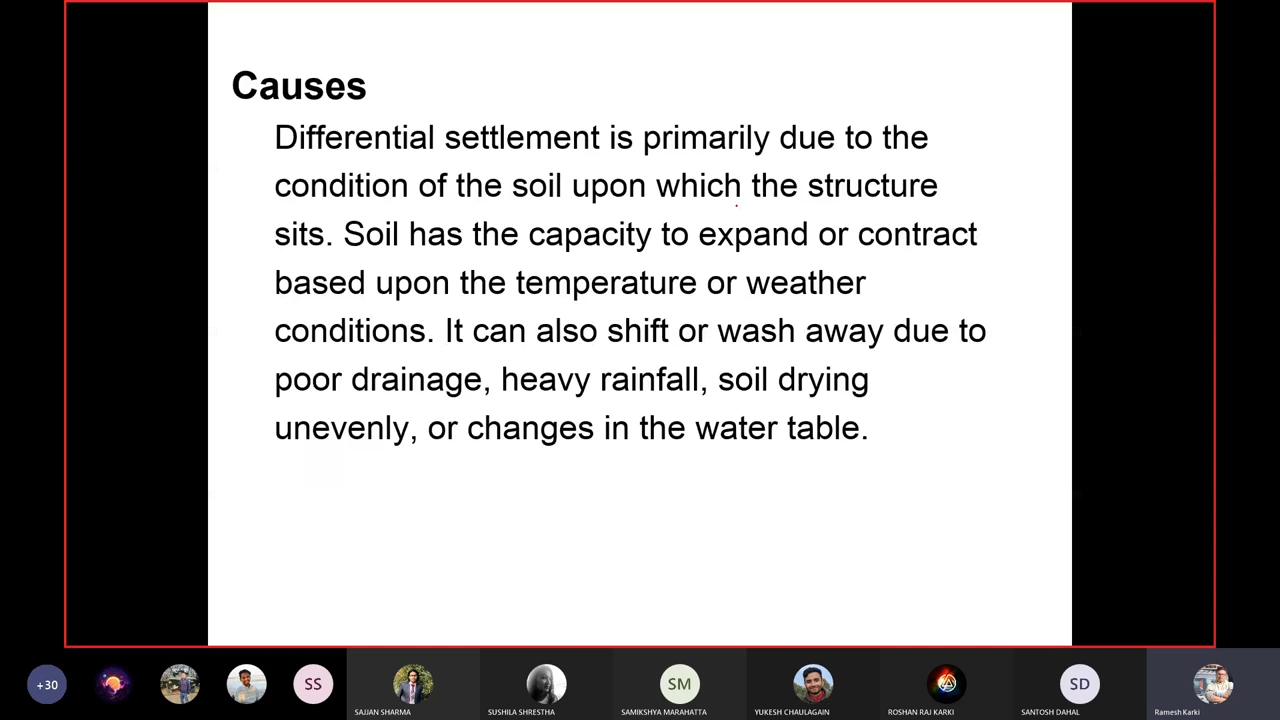 Causes
Differential settlement is primarily due to the
condition of the soil upon which the structure
sits. Soil has the capacity to expand or contract
based upon the temperature or weather
conditions. It can also shift or wash away due to
poor drainage, heavy rainfall, soil drying
unevenly, or changes in the water table.
+30
SS
SM
SD
SAJJAN SHARMA
SUSHILA SHRESTHA
SAMIKSHYA MARAHATTA
YUKESH CHAULAGAIN
ROSHAN RAJ KARKI
SANTOSH DAHAL
Ramesh Karki